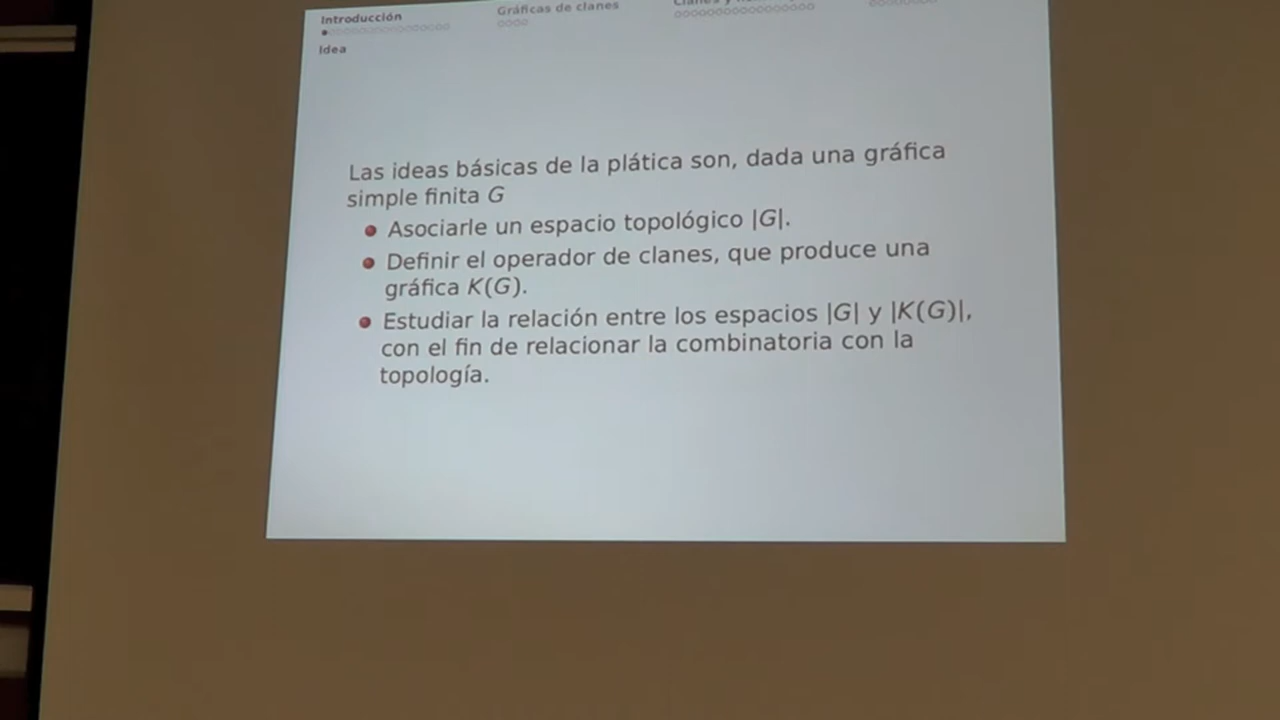 Introducción
Gráficas de clanes
Idea
Las ideas básicas de la plática son, dada una gráfica
simple finita G
Asociarle un espacio topológico |G|.
Definir el operador de clanes, que produce una
gráfica K(G).
Estudiar la relación entre los espacios |G| y |K(G)|,
con el fin de relacionar la combinatoria con la
topología.